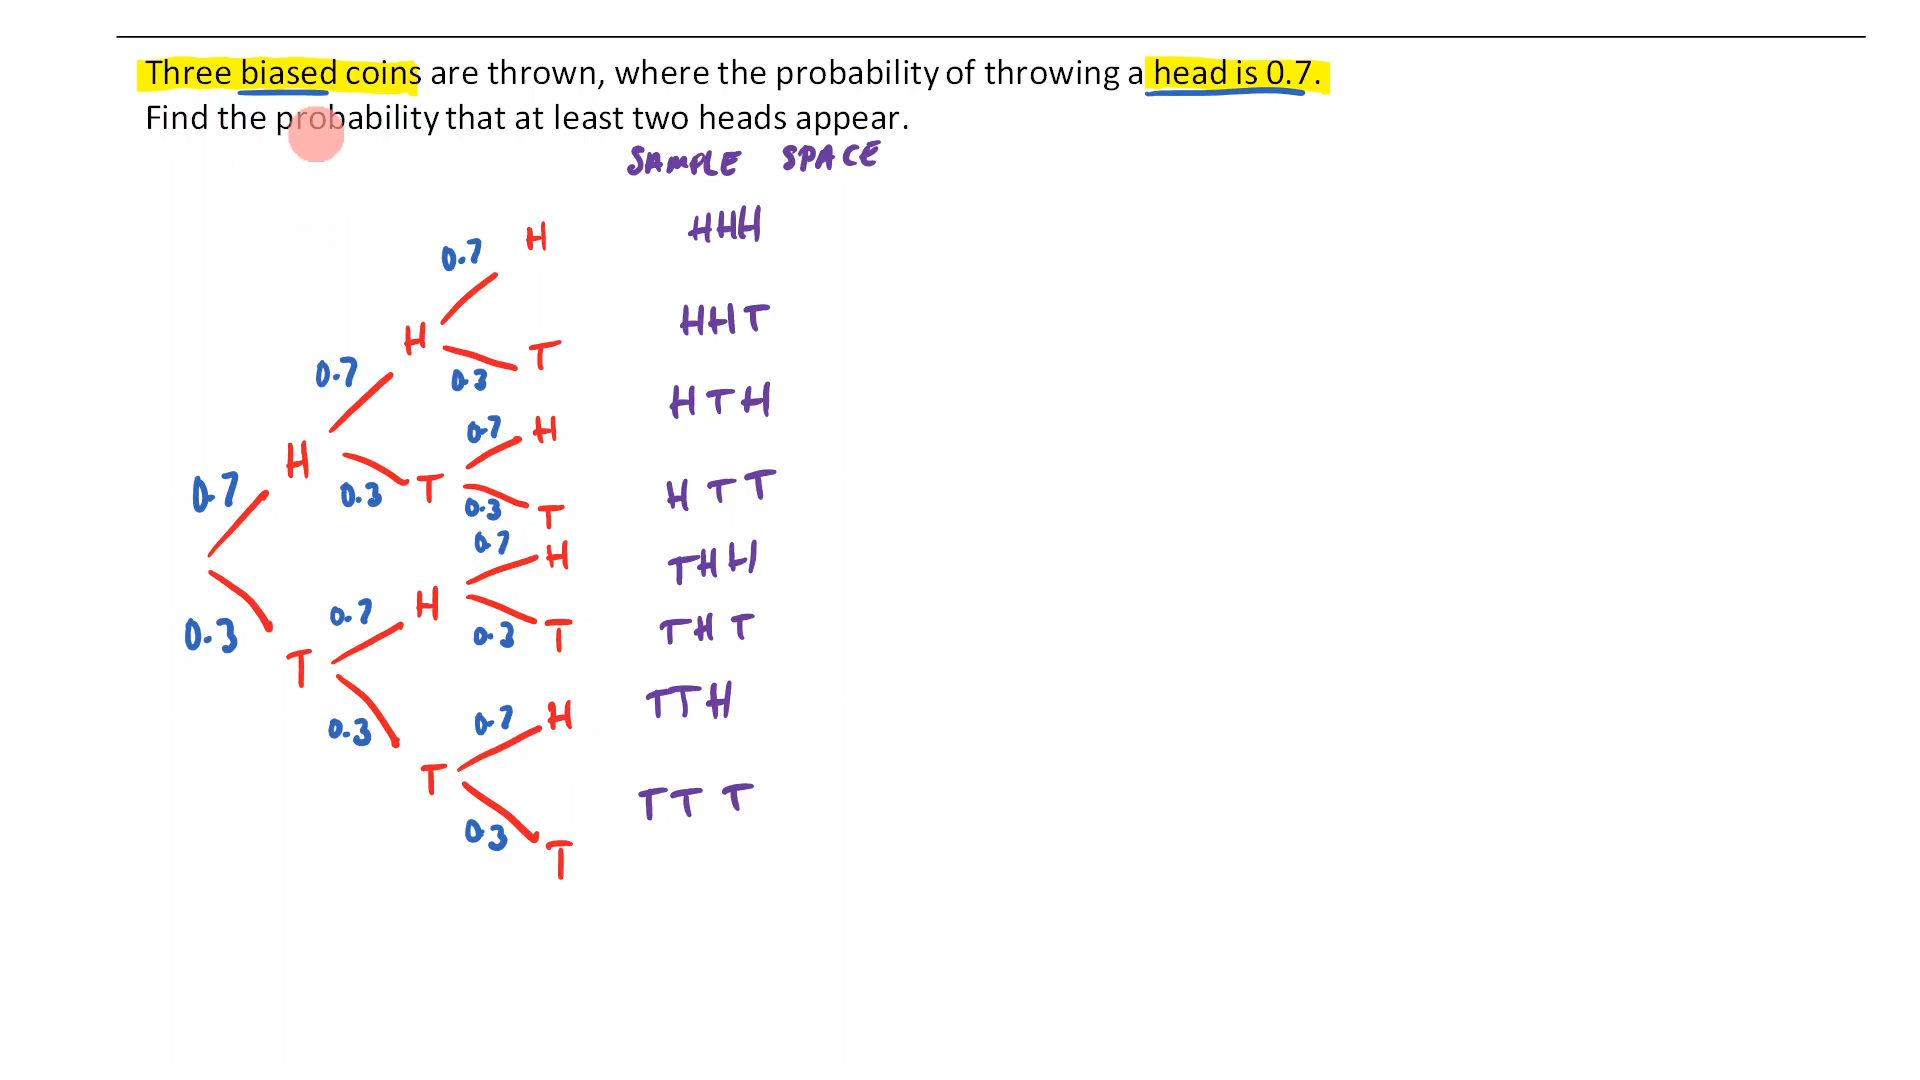 Three biased coins are thrown, where the probability of throwing a head is 0.7.
Find the probability that at least two heads appear.
SAMPLE SPACE
HHH
0.7 H
HHT
H
0.7
T
0.3
HTH
0.7 H
H
0.7
0.3 T
HTT
0.3 T
0.7 H
THH
H
0.7
THT
0.3
0.3 T
T
TTH
0.7 H
0.3
T
TTT
0.3
T